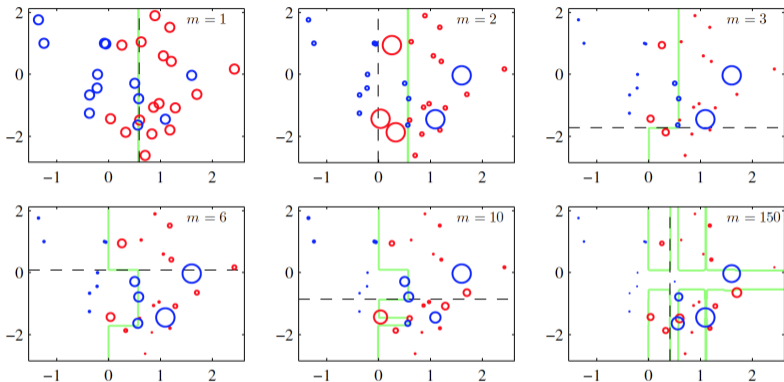 2 m = 1 2 m = 2 2 m = 3
0 0 0
−2 −2 −2
−1 0 1 2 −1 0 1 2 −1 0 1 2
2 m = 6 2 m = 10 2 m = 150
0 0 0
−2 −2 −2
−1 0 1 2 −1 0 1 2 −1 0 1 2